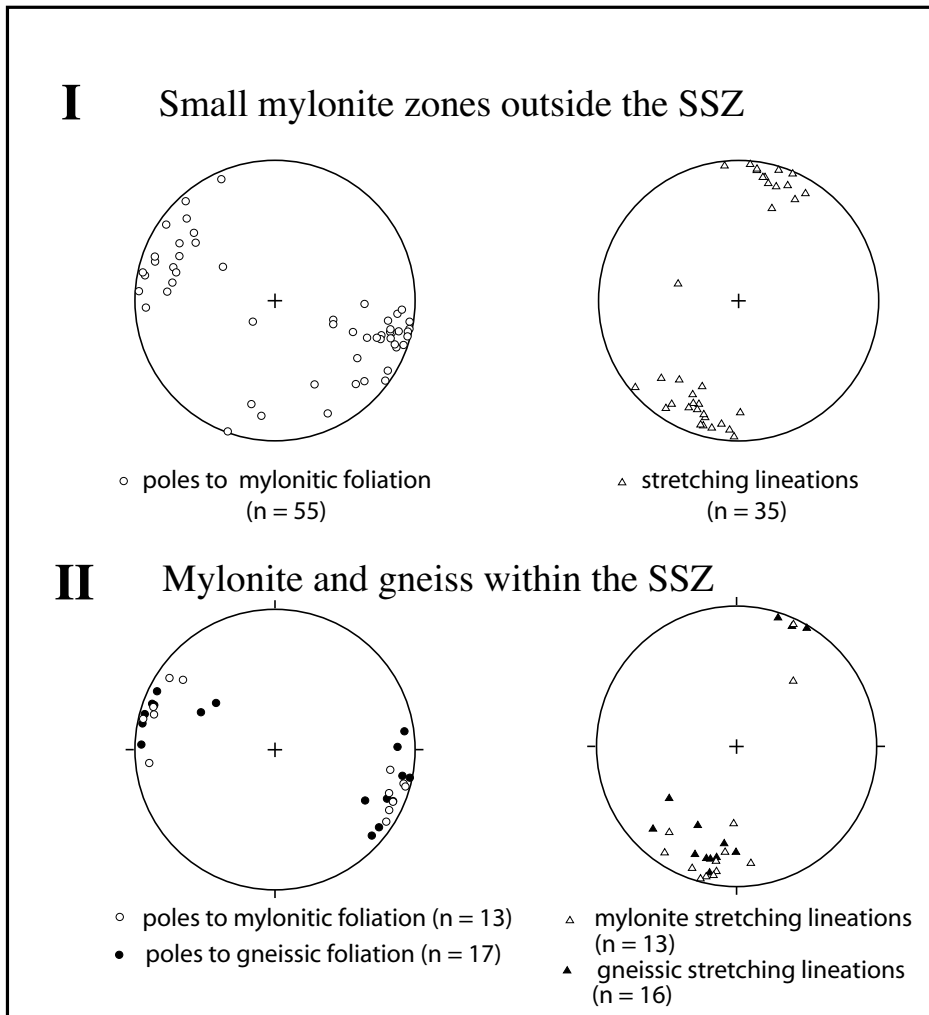 I Small mylonite zones outside the SSZ
poles to mylonitic foliation
(n = 55)
stretching lineations
(n = 35)
II Mylonite and gneiss within the SSZ
poles to mylonitic foliation (n = 13)
poles to gneissic foliation (n = 17)
mylonite stretching lineations
(n = 13)
gneissic stretching lineations
(n = 16)